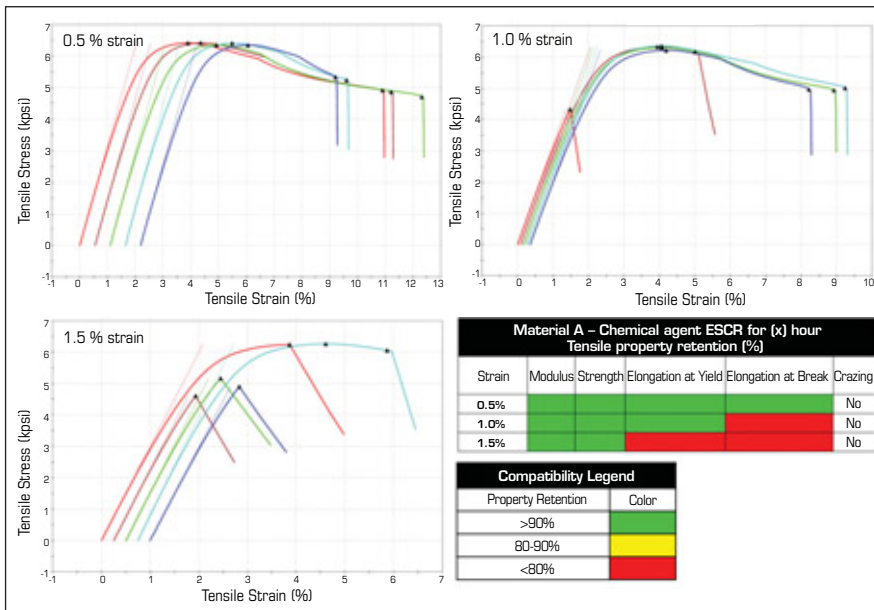 0.5 % strain
Tensile Stress (kpsi)
7
6
5
4
3
2
1
0
-1
-1 0 1 2 3 4 5 6 7 8 9 10 11 12 13
Tensile Strain (%)
1.0 % strain
Tensile Stress (kpsi)
7
6
5
4
3
2
1
0
-1
-1 0 1 2 3 4 5 6 7 8 9 10
Tensile Strain (%)
1.5 % strain
Tensile Stress (kpsi)
7
6
5
4
3
2
1
0
-1
-1 0 1 2 3 4 5 6 7
Tensile Strain (%)
Material A – Chemical agent ESCR for (x) hour
Tensile property retention (%)
Strain Modulus Strength Elongation at Yield Elongation at Break Crazing
0.5% No
1.0% No
1.5% No
Compatibility Legend
Property Retention Color
>90%
80-90%
<80%